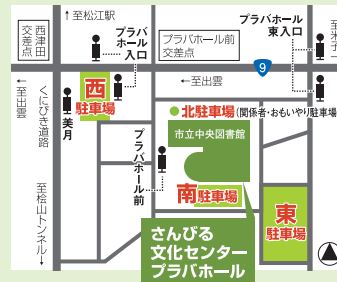 ↑至松江駅
西津田
交差点
プラバ
ホール
入口
プラバホール前
交差点
プラバホール
東入口
9
←至出雲
←至出雲
くにびき道路
美月
西
駐車場
北駐車場(関係者・おもいやり駐車場
市立中央図書館
プラバホール前
南駐車場
東
駐車場
至桧山トンネル↓
さんびる
文化センター
プラバホール